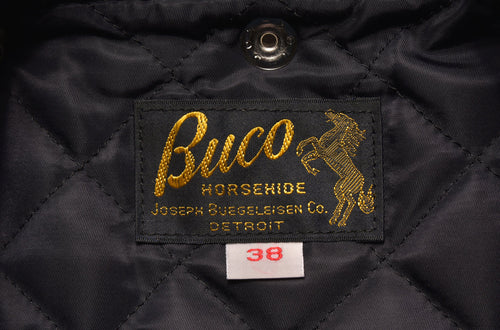 Buco
HORSEHIDE
JOSEPH BUEGELEISEN CO.
DETROIT
38